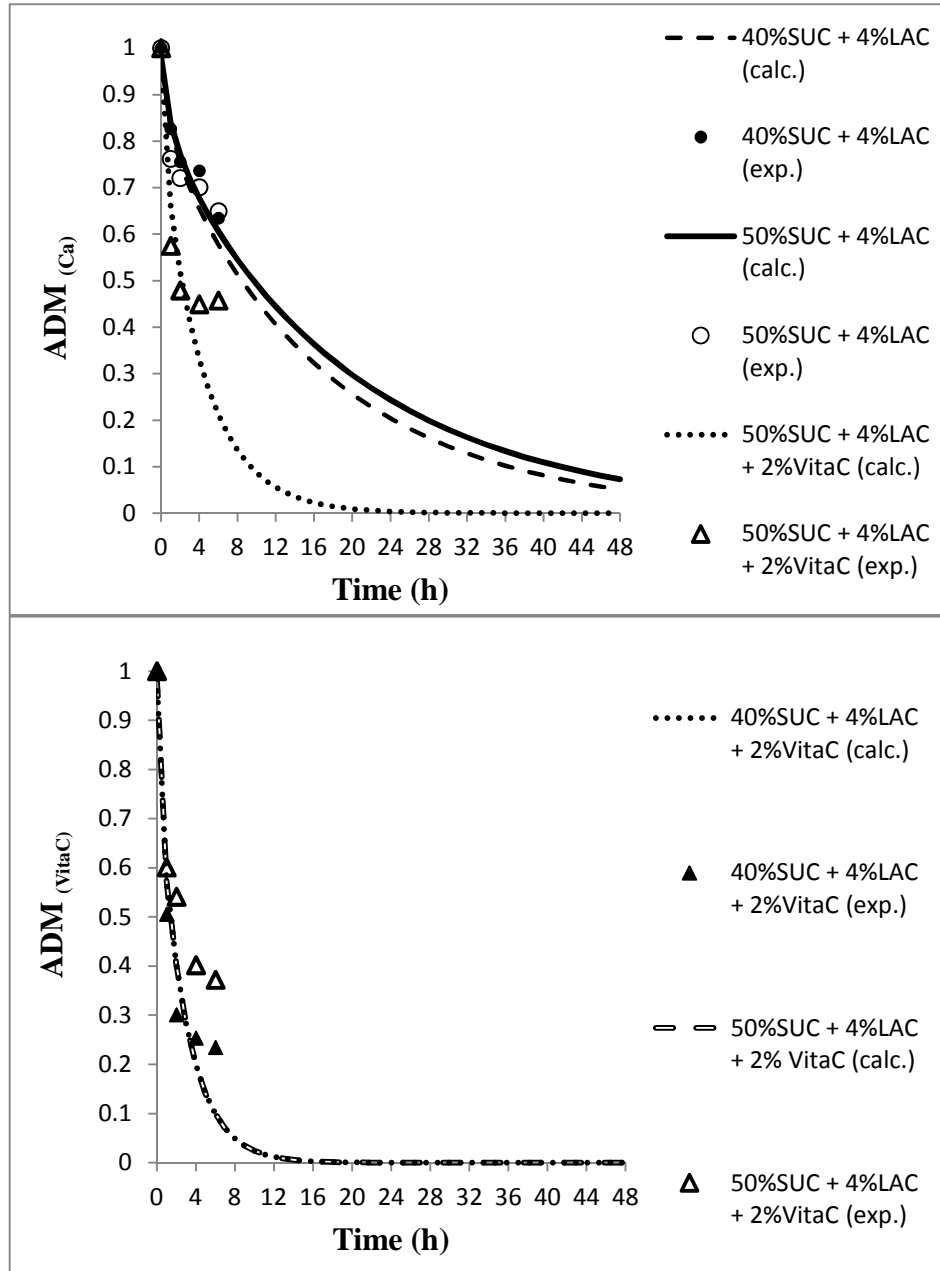 1
0.9
0.8
0.7
0.6
0.5
0.4
0.3
0.2
0.1
0
ADM (Ca)
0 4 8 12 16 20 24 28 32 36 40 44 48
Time (h)
40%SUC + 4%LAC
(calc.)
40%SUC + 4%LAC
(exp.)
50%SUC + 4%LAC
(calc.)
50%SUC + 4%LAC
(exp.)
50%SUC + 4%LAC
+ 2%VitaC (calc.)
50%SUC + 4%LAC
+ 2%VitaC (exp.)
1
0.9
0.8
0.7
0.6
0.5
0.4
0.3
0.2
0.1
0
ADM (VitaC)
0 4 8 12 16 20 24 28 32 36 40 44 48
Time (h)
40%SUC + 4%LAC
+ 2%VitaC (calc.)
40%SUC + 4%LAC
+ 2%VitaC (exp.)
50%SUC + 4%LAC
+ 2% VitaC (calc.)
50%SUC + 4%LAC
+ 2%VitaC (exp.)